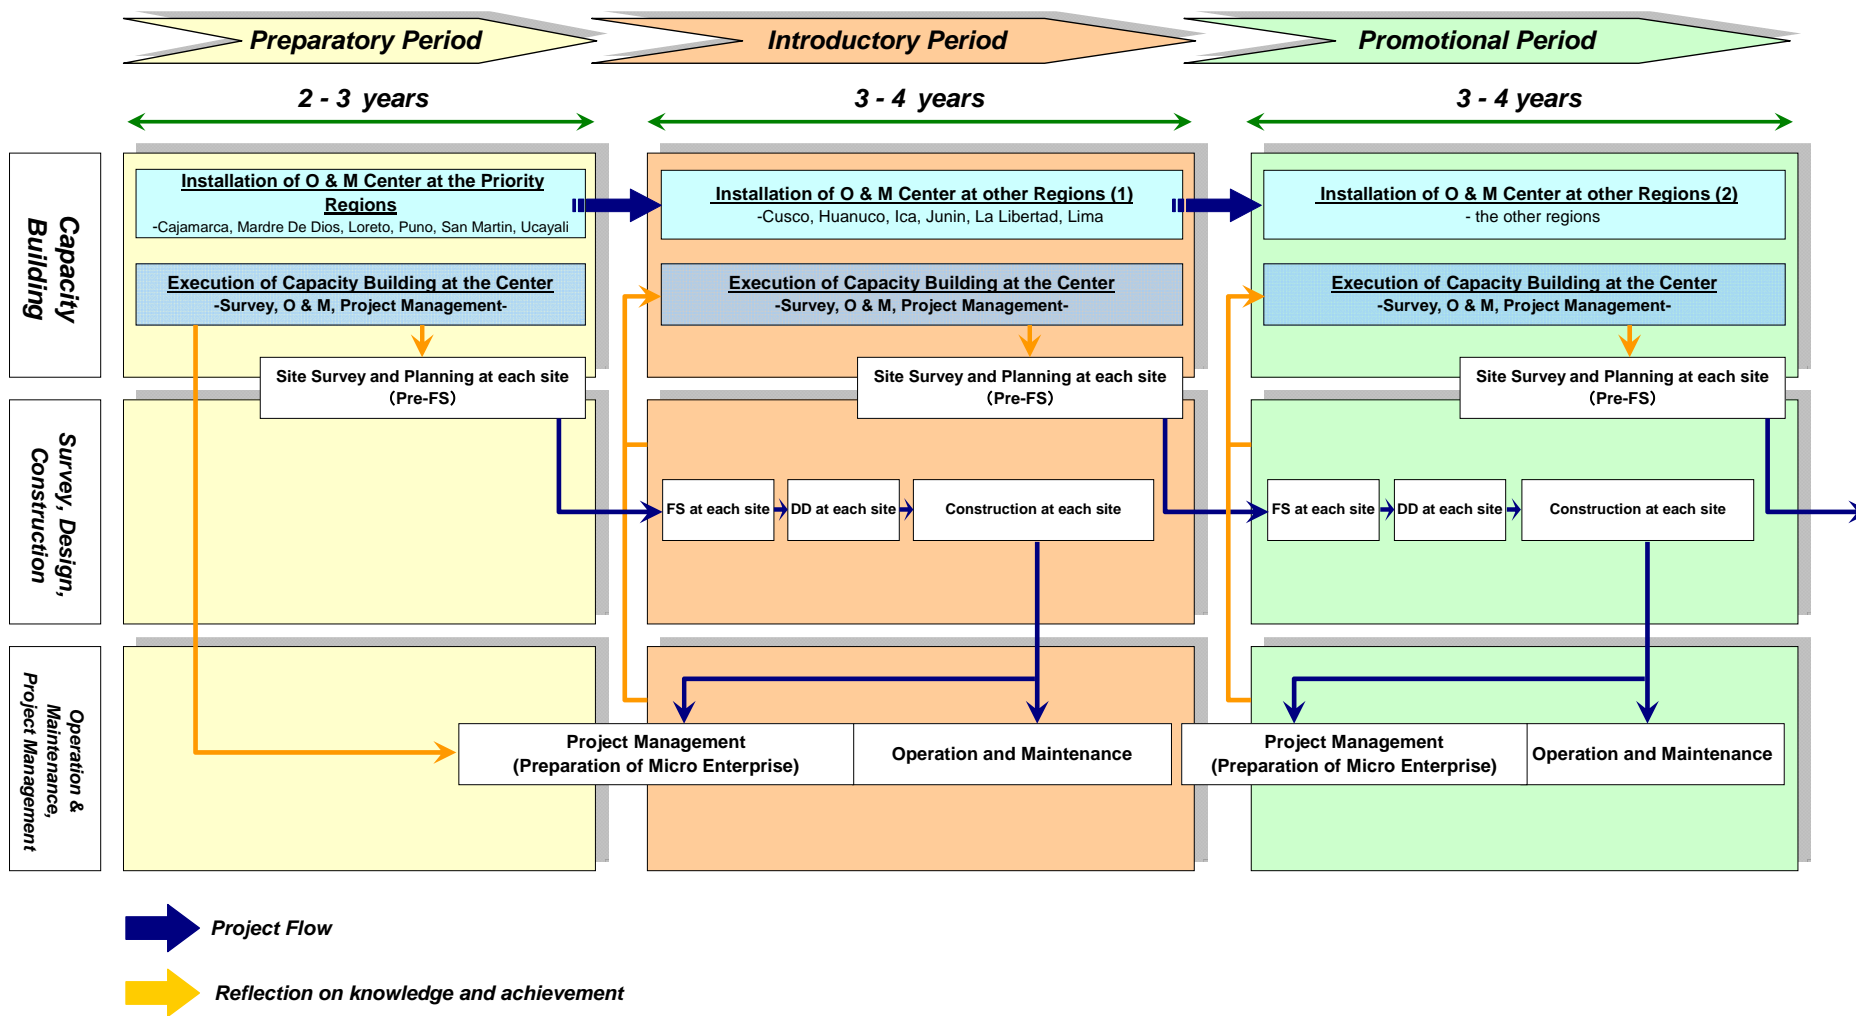 Preparatory Period
Introductory Period
Promotional Period
2 - 3 years
3 - 4 years
3 - 4 years
Capacity
Building
Installation of O & M Center at the Priority
Regions
-Cajamarca, Mardre De Dios, Loreto, Puno, San Martin, Ucayali
Installation of O & M Center at other Regions (1)
-Cusco, Huanuco, Ica, Junin, La Libertad, Lima
Installation of O & M Center at other Regions (2)
- the other regions
Execution of Capacity Building at the Center
-Survey, O & M, Project Management-
Execution of Capacity Building at the Center
-Survey, O & M, Project Management-
Execution of Capacity Building at the Center
-Survey, O & M, Project Management-
Site Survey and Planning at each site
(Pre-FS)
Site Survey and Planning at each site
(Pre-FS)
Site Survey and Planning at each site
(Pre-FS)
Survey, Design,
Construction
FS at each site
DD at each site
Construction at each site
FS at each site
DD at each site
Construction at each site
Operation &
Maintenance,
Project Management
Project Management
(Preparation of Micro Enterprise)
Operation and Maintenance
Project Management
(Preparation of Micro Enterprise)
Operation and Maintenance
Project Flow
Reflection on knowledge and achievement